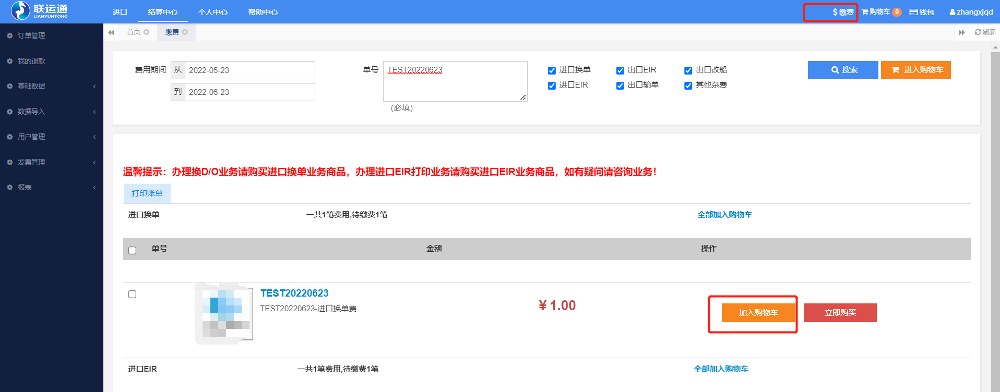 联运通
LIANYUNTONG
进口 结算中心 个人中心 帮助中心 $ 缴费 购物车 0 钱包 zhangxjqd
首页 缴费 刷新
订单管理
我的退款
基础数据
数据导入
用户管理
发票管理
报表
费用期间 从 2022-05-23
到 2022-06-23
单号 TEST20220623
(必填)
进口换单 出口EIR 出口改船
进口EIR 出口输单 其他杂费
搜索 进入购物车
温馨提示：办理换D/O业务请购买进口换单业务商品，办理进口EIR打印业务请购买进口EIR业务商品，如有疑问请咨询业务！
打印账单
进口换单 一共1笔费用,待缴费1笔 全部加入购物车
单号 金额 操作
TEST20220623
TEST20220623-进口换单费
¥ 1.00
加入购物车 立即购买
进口EIR 一共1笔费用,待缴费1笔 全部加入购物车